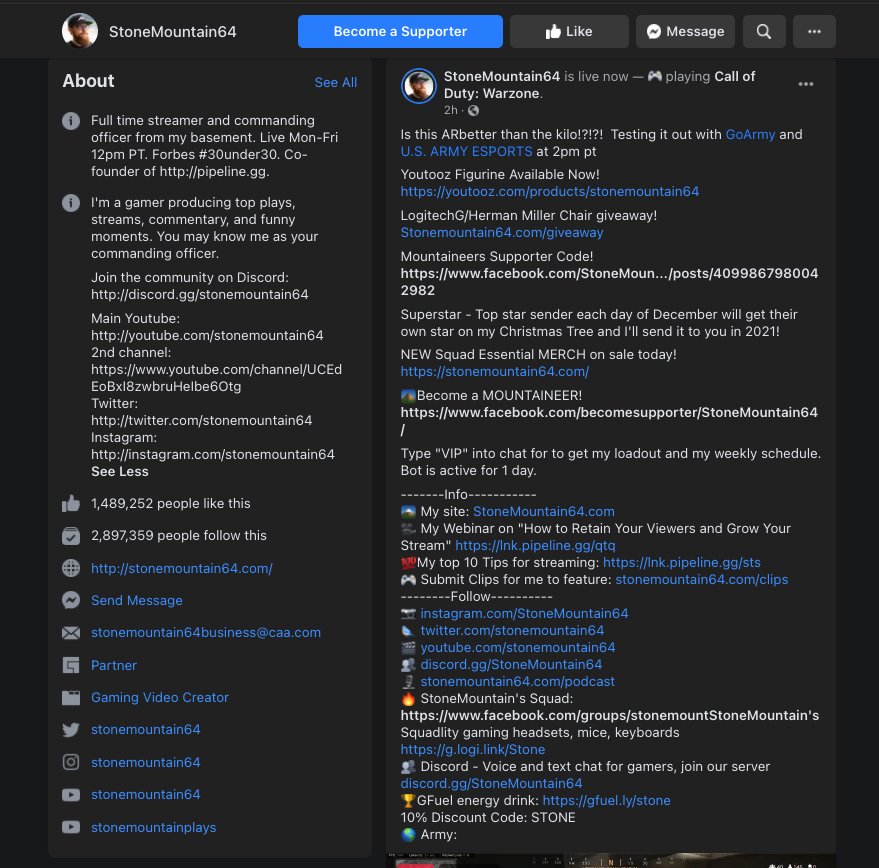 StoneMountain64
Become a Supporter
Like
Message
About
See All
Full time streamer and commanding
officer from my basement. Live Mon-Fri
12pm PT. Forbes #30under30. Co-
founder of http://pipeline.gg.
I'm a gamer producing top plays,
streams, commentary, and funny
moments. You may know me as your
commanding officer.
Join the community on Discord:
http://discord.gg/stonemountain64
Main Youtube:
http://youtube.com/stonemountain64
2nd channel:
https://www.youtube.com/channel/UCEd
EoBxI8zwbruHeIbe6Otg
Twitter:
http://twitter.com/stonemountain64
Instagram:
http://instagram.com/stonemountain64
See Less
1,489,252 people like this
2,897,359 people follow this
http://stonemountain64.com/
Send Message
stonemountain64business@caa.com
Partner
Gaming Video Creator
stonemountain64
stonemountain64
stonemountain64
stonemountainplays
StoneMountain64 is live now — 🎮 playing Call of
Duty: Warzone.
2h ·
Is this ARbetter than the kilo!?!?! Testing it out with GoArmy and
U.S. ARMY ESPORTS at 2pm pt
Youtooz Figurine Available Now!
https://youtooz.com/products/stonemountain64
LogitechG/Herman Miller Chair giveaway!
Stonemountain64.com/giveaway
Mountaineers Supporter Code!
https://www.facebook.com/StoneMoun.../posts/409986798004
2982
Superstar - Top star sender each day of December will get their
own star on my Christmas Tree and I'll send it to you in 2021!
NEW Squad Essential MERCH on sale today!
https://stonemountain64.com/
Become a MOUNTAINEER!
https://www.facebook.com/becomesupporter/StoneMountain64
/
Type "VIP" into chat for to get my loadout and my weekly schedule.
Bot is active for 1 day.
-------Info-----------
My site: StoneMountain64.com
My Webinar on "How to Retain Your Viewers and Grow Your
Stream" https://lnk.pipeline.gg/qtq
💯My top 10 Tips for streaming: https://lnk.pipeline.gg/sts
🎮 Submit Clips for me to feature: stonemountain64.com/clips
--------Follow----------
instagram.com/StoneMountain64
twitter.com/stonemountain64
youtube.com/stonemountain64
discord.gg/StoneMountain64
stonemountain64.com/podcast
🔥 StoneMountain's Squad:
https://www.facebook.com/groups/stonemountStoneMountain's
Squadlity gaming headsets, mice, keyboards
https://g.logi.link/Stone
Discord - Voice and text chat for gamers, join our server
discord.gg/StoneMountain64
🏆GFuel energy drink: https://gfuel.ly/stone
10% Discount Code: STONE
🌎 Army: